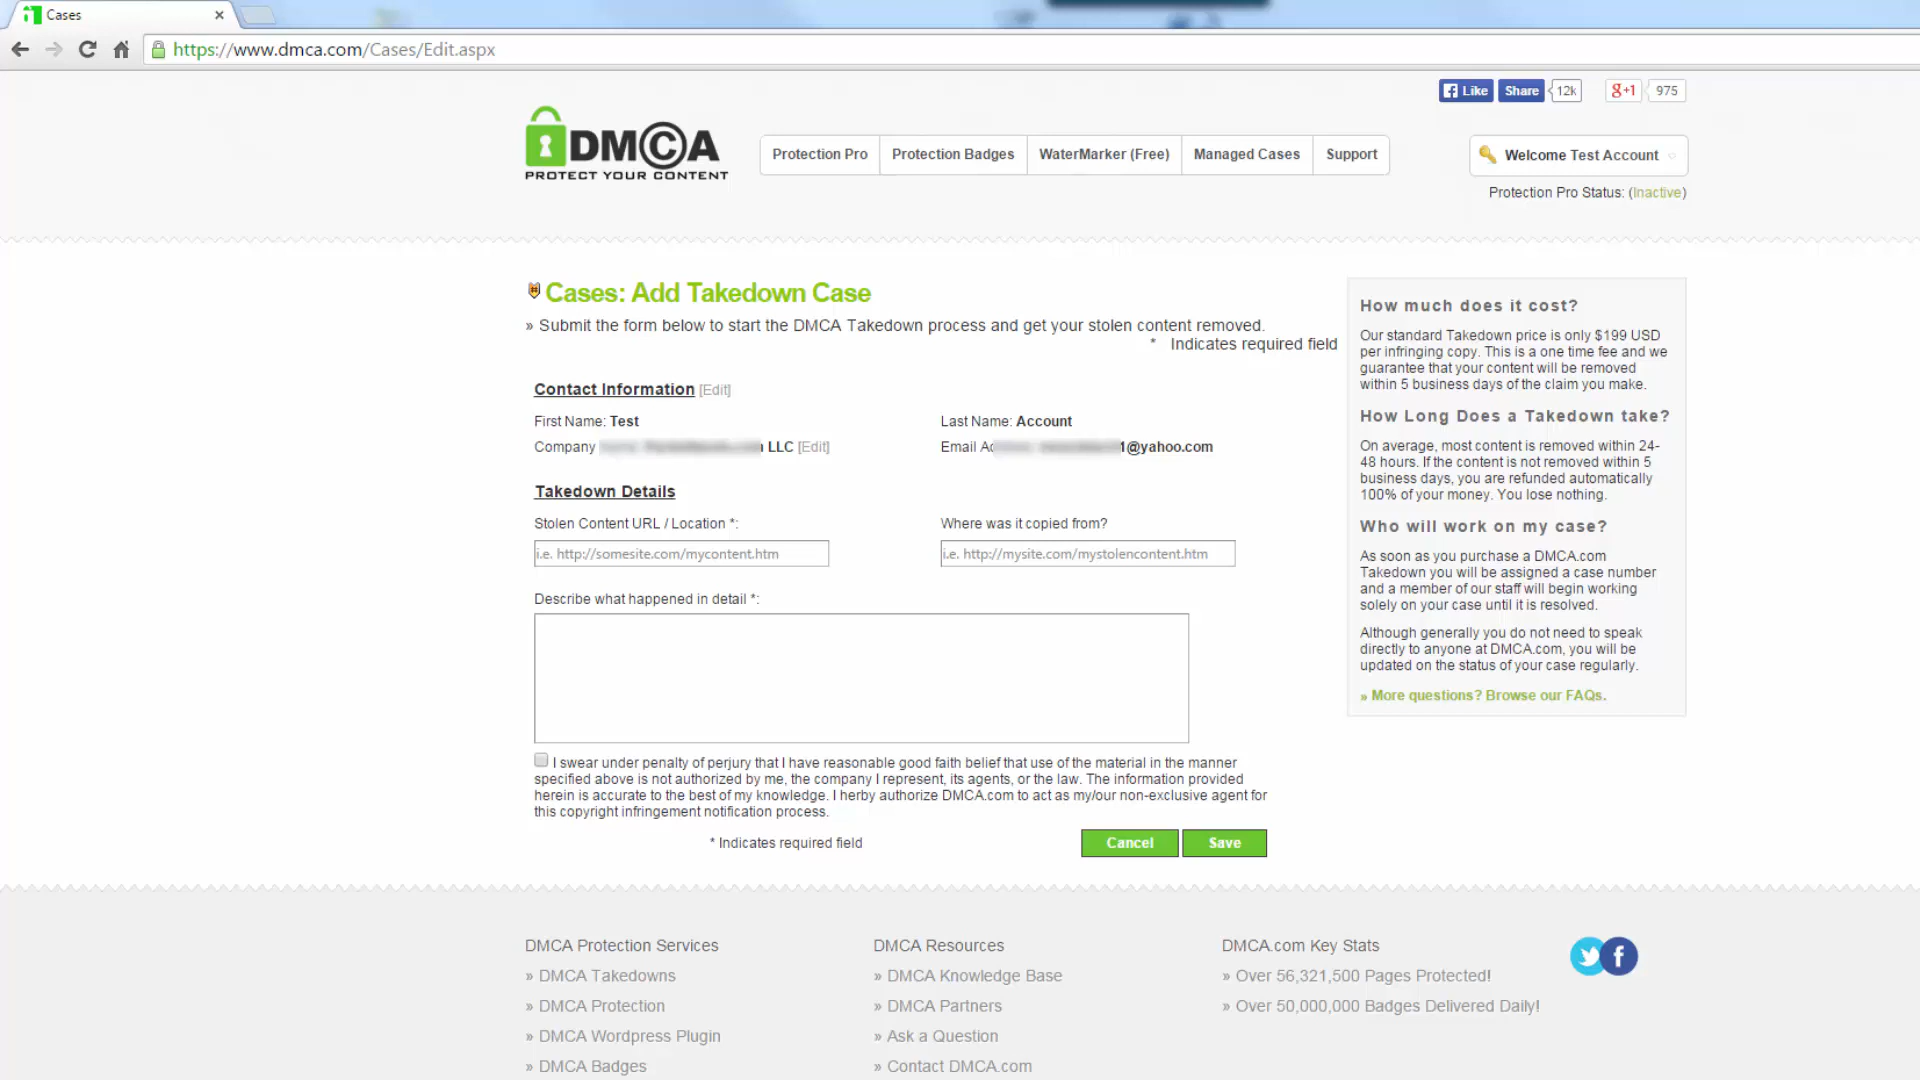 Cases
https://www.dmca.com/Cases/Edit.aspx
Like Share 12k g+1 975
DMCA
PROTECT YOUR CONTENT
Protection Pro Protection Badges WaterMarker (Free) Managed Cases Support
Welcome Test Account
Protection Pro Status: (Inactive)
Cases: Add Takedown Case
» Submit the form below to start the DMCA Takedown process and get your stolen content removed.
* Indicates required field
Contact Information [Edit]
First Name: Test Last Name: Account
Company LLC [Edit] Email 1@yahoo.com
Takedown Details
Stolen Content URL / Location *: Where was it copied from?
i.e. http://somesite.com/mycontent.htm i.e. http://mysite.com/mystolencontent.htm
Describe what happened in detail *:
I swear under penalty of perjury that I have reasonable good faith belief that use of the material in the manner
specified above is not authorized by me, the company I represent, its agents, or the law. The information provided
herein is accurate to the best of my knowledge. I herby authorize DMCA.com to act as my/our non-exclusive agent for
this copyright infringement notification process.
* Indicates required field Cancel Save
How much does it cost?
Our standard Takedown price is only $199 USD
per infringing copy. This is a one time fee and we
guarantee that your content will be removed
within 5 business days of the claim you make.
How Long Does a Takedown take?
On average, most content is removed within 24-
48 hours. If the content is not removed within 5
business days, you are refunded automatically
100% of your money. You lose nothing.
Who will work on my case?
As soon as you purchase a DMCA.com
Takedown you will be assigned a case number
and a member of our staff will begin working
solely on your case until it is resolved.
Although generally you do not need to speak
directly to anyone at DMCA.com, you will be
updated on the status of your case regularly.
» More questions? Browse our FAQs.
DMCA Protection Services
» DMCA Takedowns
» DMCA Protection
» DMCA Wordpress Plugin
» DMCA Badges
DMCA Resources
» DMCA Knowledge Base
» DMCA Partners
» Ask a Question
» Contact DMCA.com
DMCA.com Key Stats
» Over 56,321,500 Pages Protected!
» Over 50,000,000 Badges Delivered Daily!